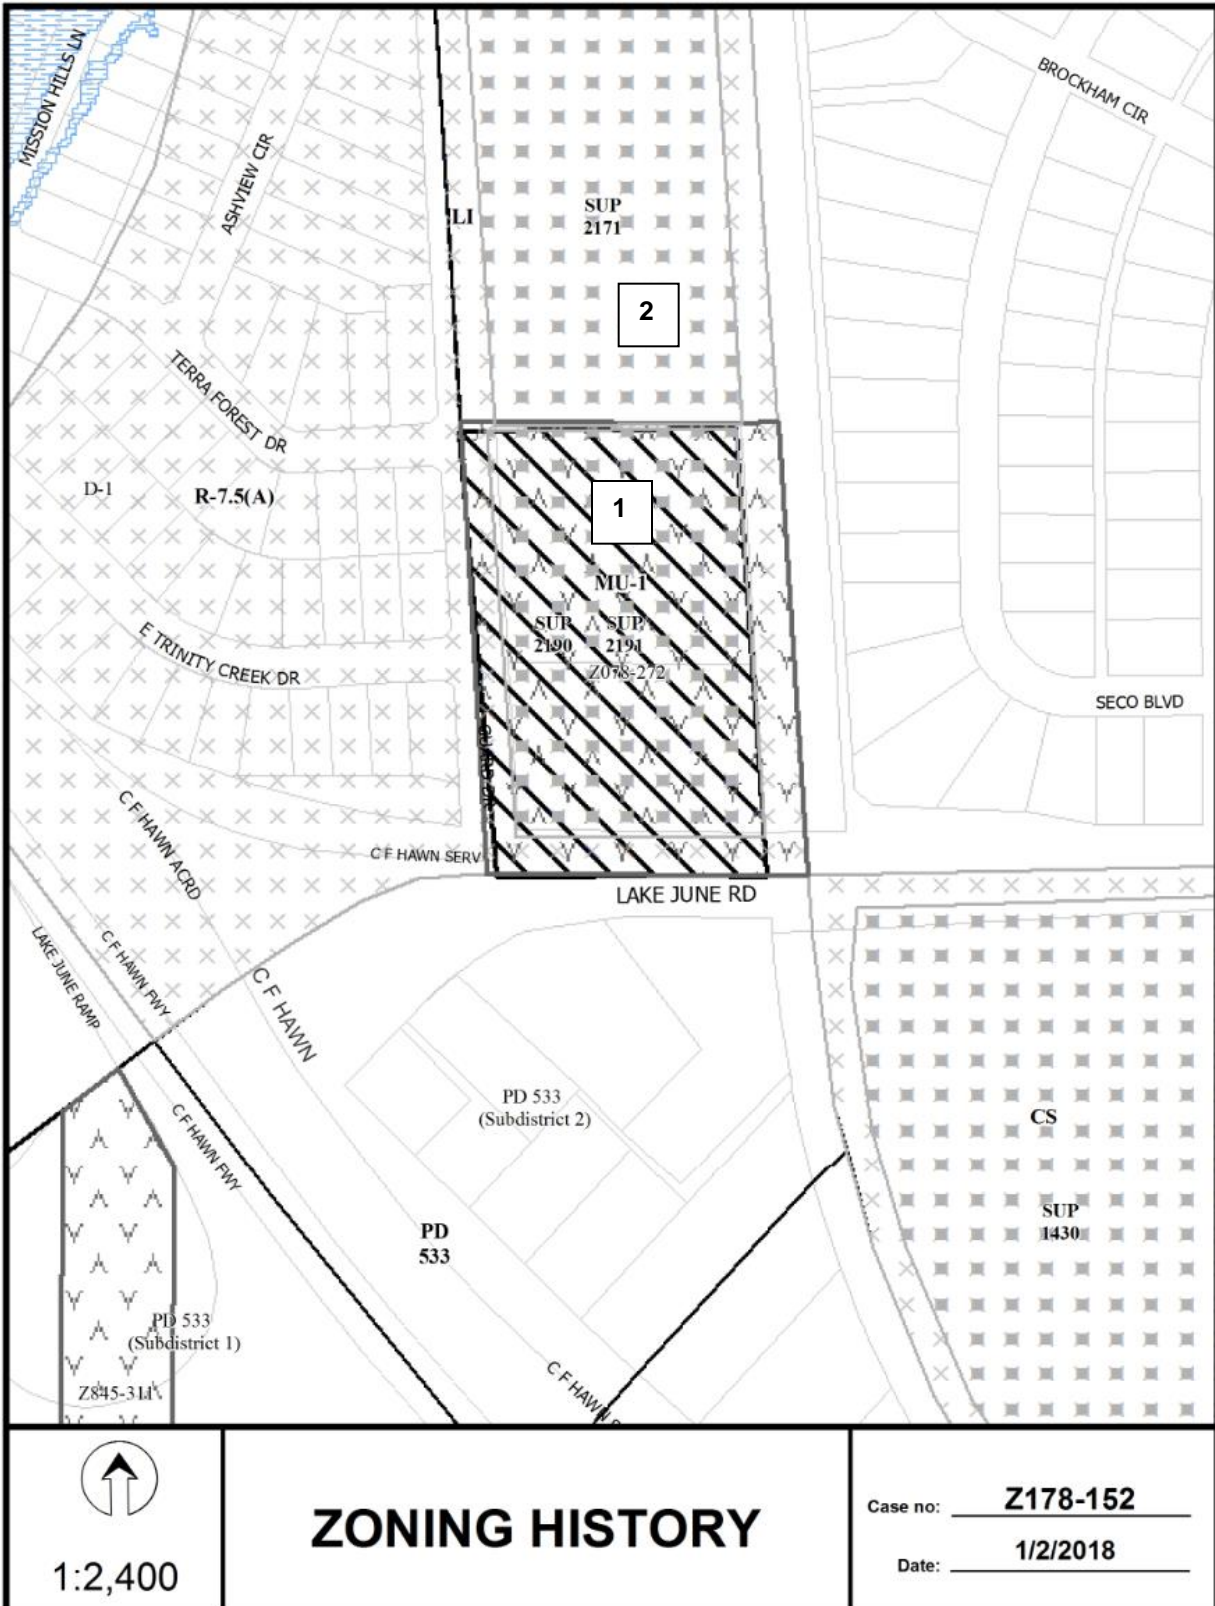 MISSION HILLS LN
BROCKHAM CIR
ASHVIEW CIR
LI
SUP
2171
2
TERRA FOREST DR
D-1
R-7.5(A)
1
MU-1
SUP
2190
SUP
2191
Z078-272
E TRINITY CREEK DR
SECO BLVD
C F HAWN ACRD
C F HAWN SERV
LAKE JUNE RD
LAKE JUNE RAMP
C F HAWN FWY
C F HAWN
PD 533
(Subdistrict 2)
C F HAWN FWY
CS
SUP
1430
PD
533
PD 533
(Subdistrict 1)
Z845-311
C F HAWN
1:2,400
ZONING HISTORY
Case no: Z178-152
Date: 1/2/2018